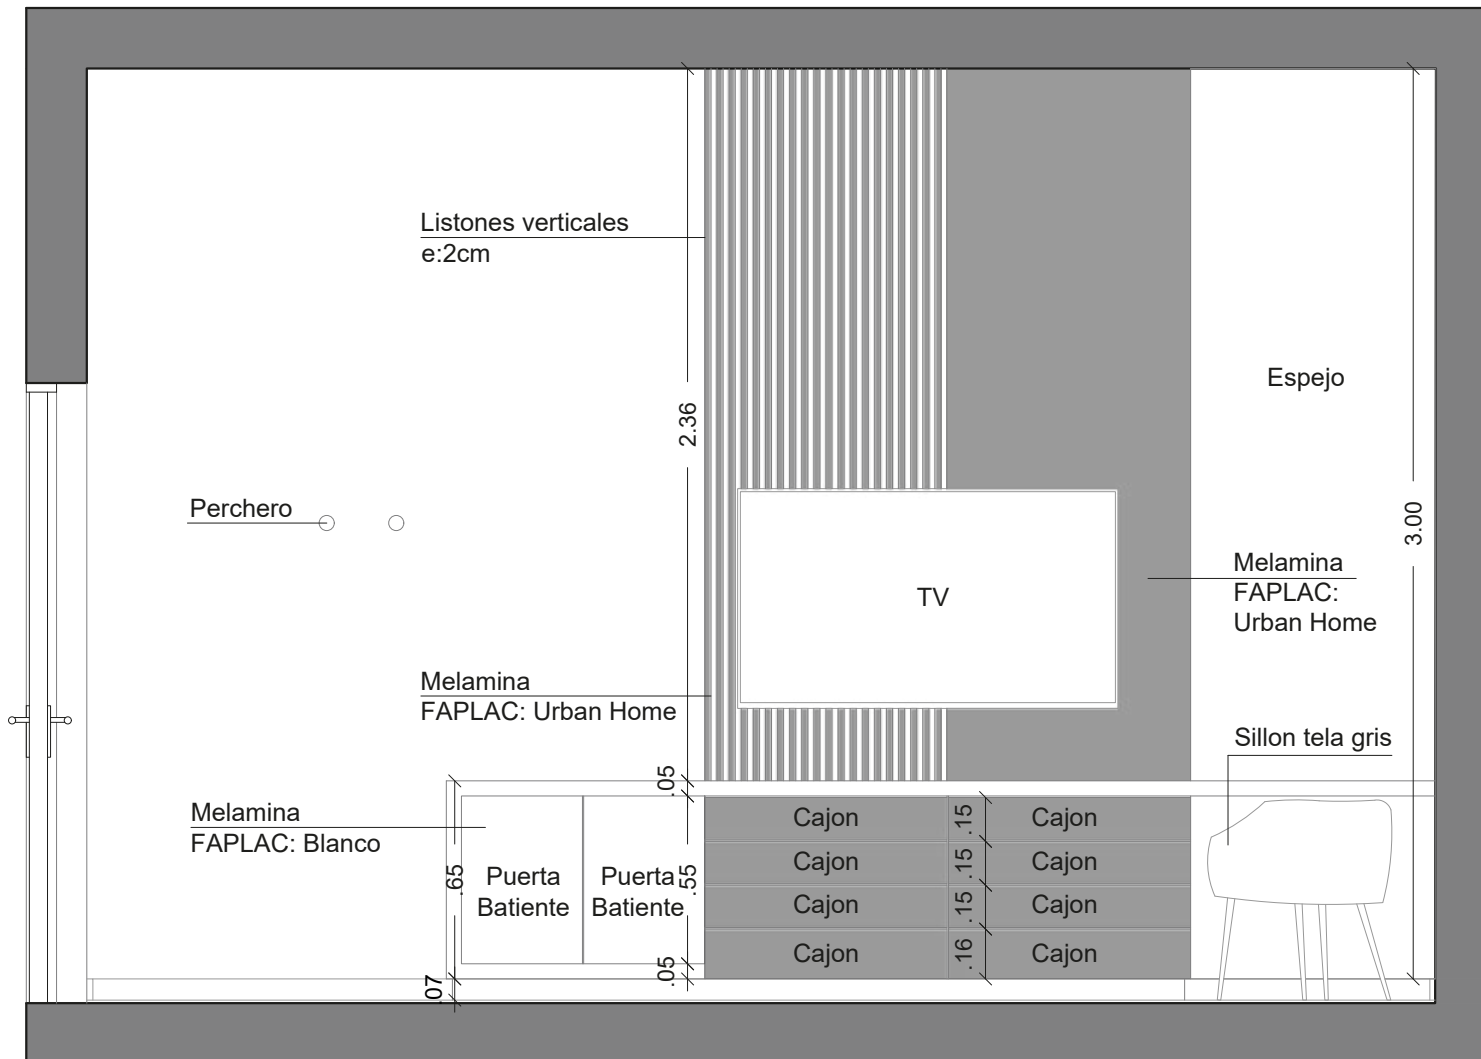 Listones verticales
e:2cm
2.36
Espejo
Perchero
3.00
TV
Melamina
FAPLAC:
Urban Home
Melamina
FAPLAC: Urban Home
Sillon tela gris
.05
Melamina
FAPLAC: Blanco
.65
Puerta
Batiente
Puerta
Batiente
.55
Cajon
.15
Cajon
Cajon
.15
Cajon
Cajon
.15
Cajon
Cajon
.16
Cajon
.05
.07